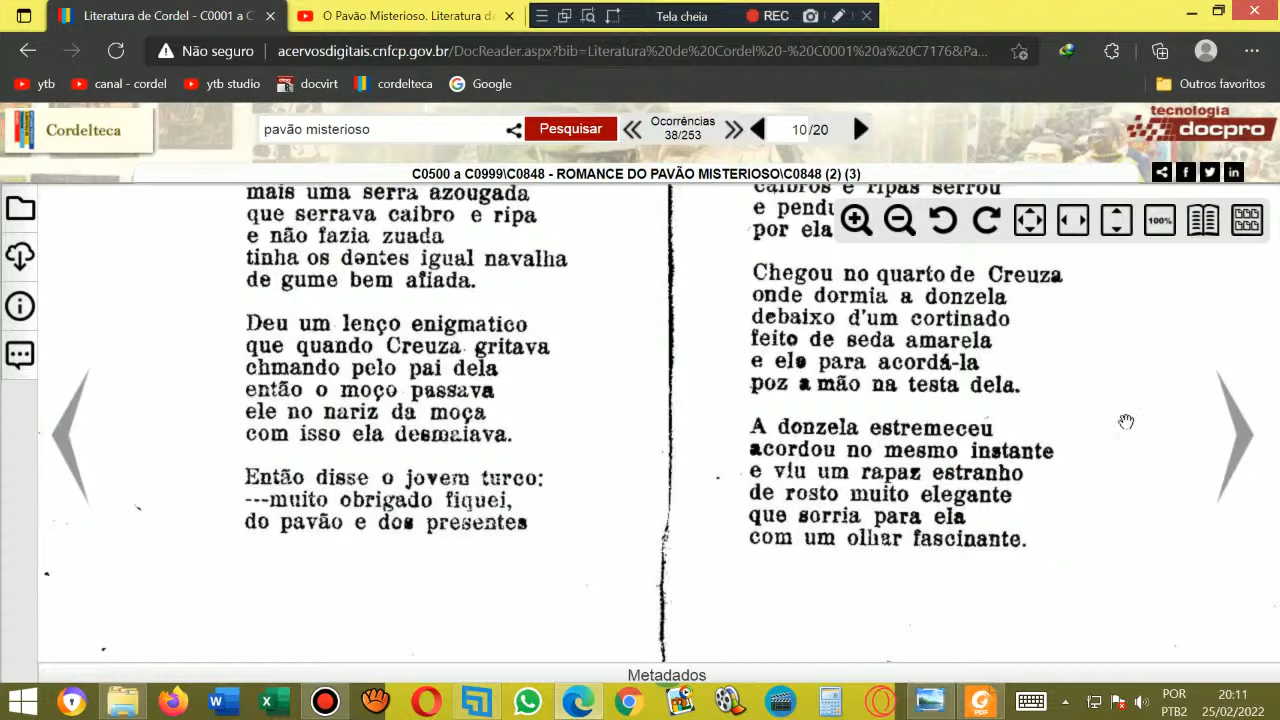 Literatura de Cordel - C0001 a C
O Pavão Misterioso. Literatura de
Tela cheia
REC
Não seguro
acervosdigitais.cnfcp.gov.br/DocReader.aspx?bib=Literatura%20de%20Cordel%20-%20C0001%20a%20C7176&Pa...
ytb
canal - cordel
ytb studio
docvirt
cordelteca
Google
Outros favoritos
Cordelteca
pavão misterioso
Pesquisar
Ocorrências
38/253
10/20
tecnologia
docpro
C0500 a C0999\C0848 - ROMANCE DO PAVÃO MISTERIOSO\C0848 (2) (3)
100%
mais uma serra azougada
que serrava caibro e ripa
e não fazia zuada
tinha os dentes igual navalha
de gume bem afiada.
Deu um lenço enigmatico
que quando Creuza gritava
chmando pelo pai dela
então o moço passava
ele no nariz da moça
com isso ela desmaiava.
Então disse o jovem turco:
---muito obrigado fiquei,
do pavão e dos presentes
caibros e ripas serrou
e pendu
por ela
Chegou no quarto de Creuza
onde dormia a donzela
debaixo d'um cortinado
feito de seda amarela
e ele para acordá-la
poz a mão na testa dela.
A donzela estremeceu
acordou no mesmo instante
e viu um rapaz estranho
de rosto muito elegante
que sorria para ela
com um olhar fascinante.
Metadados
POR
PTB2
20:11
25/02/2022